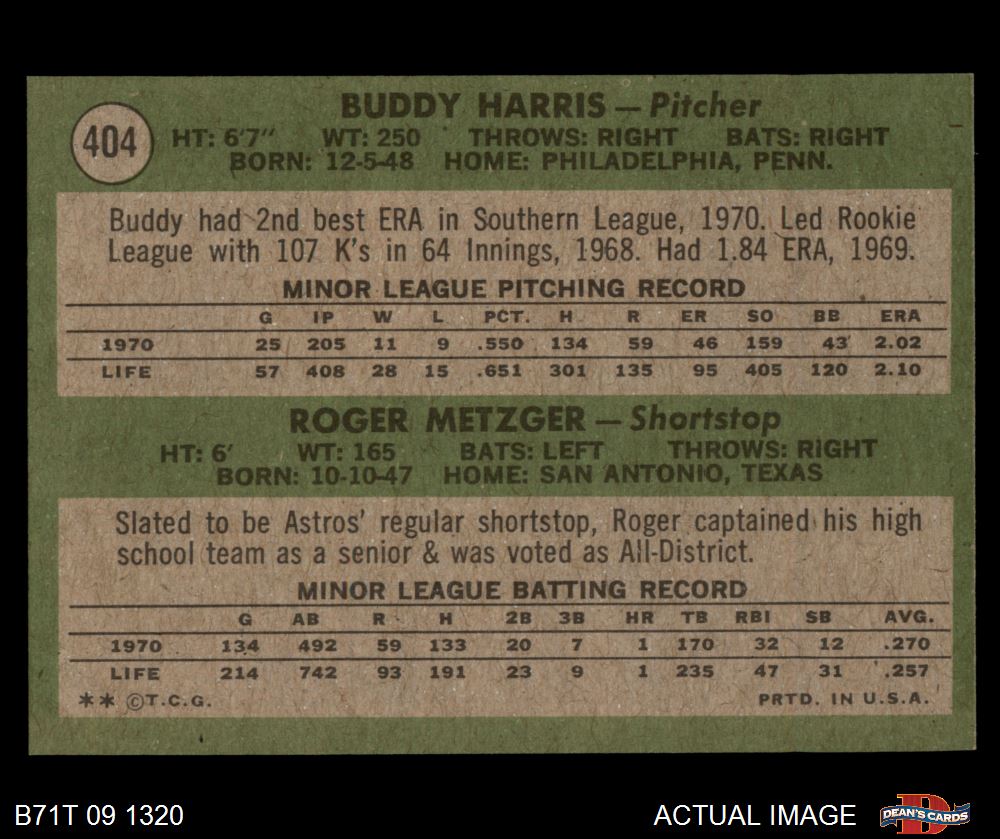 404
BUDDY HARRIS — Pitcher
HT: 6'7" WT: 250 THROWS: RIGHT BATS: RIGHT
BORN: 12-5-48 HOME: PHILADELPHIA, PENN.
Buddy had 2nd best ERA in Southern League, 1970. Led Rookie
League with 107 K's in 64 Innings, 1968. Had 1.84 ERA, 1969.
MINOR LEAGUE PITCHING RECORD
G IP W L PCT. H R ER SO BB ERA
1970 25 205 11 9 .550 134 59 46 159 43 2.02
LIFE 57 408 28 15 .651 301 135 95 405 120 2.10
ROGER METZGER — Shortstop
HT: 6' WT: 165 BATS: LEFT THROWS: RIGHT
BORN: 10-10-47 HOME: SAN ANTONIO, TEXAS
Slated to be Astros' regular shortstop, Roger captained his high
school team as a senior & was voted as All-District.
MINOR LEAGUE BATTING RECORD
G AB R H 2B 3B HR TB RBI SB AVG.
1970 134 492 59 133 20 7 1 170 32 12 .270
LIFE 214 742 93 191 23 9 1 235 47 31 .257
** ©T.C.G. PRTD. IN U.S.A.
B71T 09 1320 ACTUAL IMAGE DEAN'S CARDS